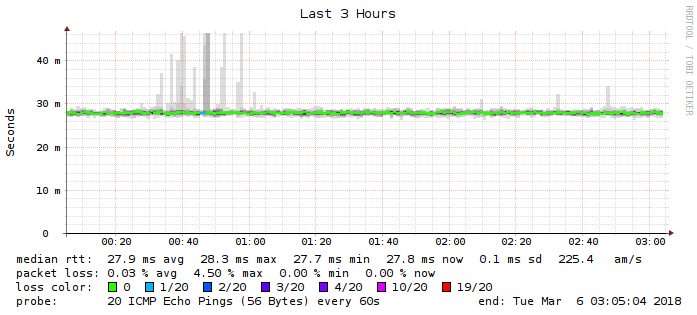 Last 3 Hours
RRDTOOL / TOBI OETIKER
Seconds
40 m
30 m
20 m
10 m
0
00:20 00:40 01:00 01:20 01:40 02:00 02:20 02:40 03:00
median rtt: 27.9 ms avg 28.3 ms max 27.7 ms min 27.8 ms now 0.1 ms sd 225.4 am/s
packet loss: 0.03 % avg 4.50 % max 0.00 % min 0.00 % now
loss color: 0 1/20 2/20 3/20 4/20 10/20 19/20
probe: 20 ICMP Echo Pings (56 Bytes) every 60s end: Tue Mar 6 03:05:04 2018